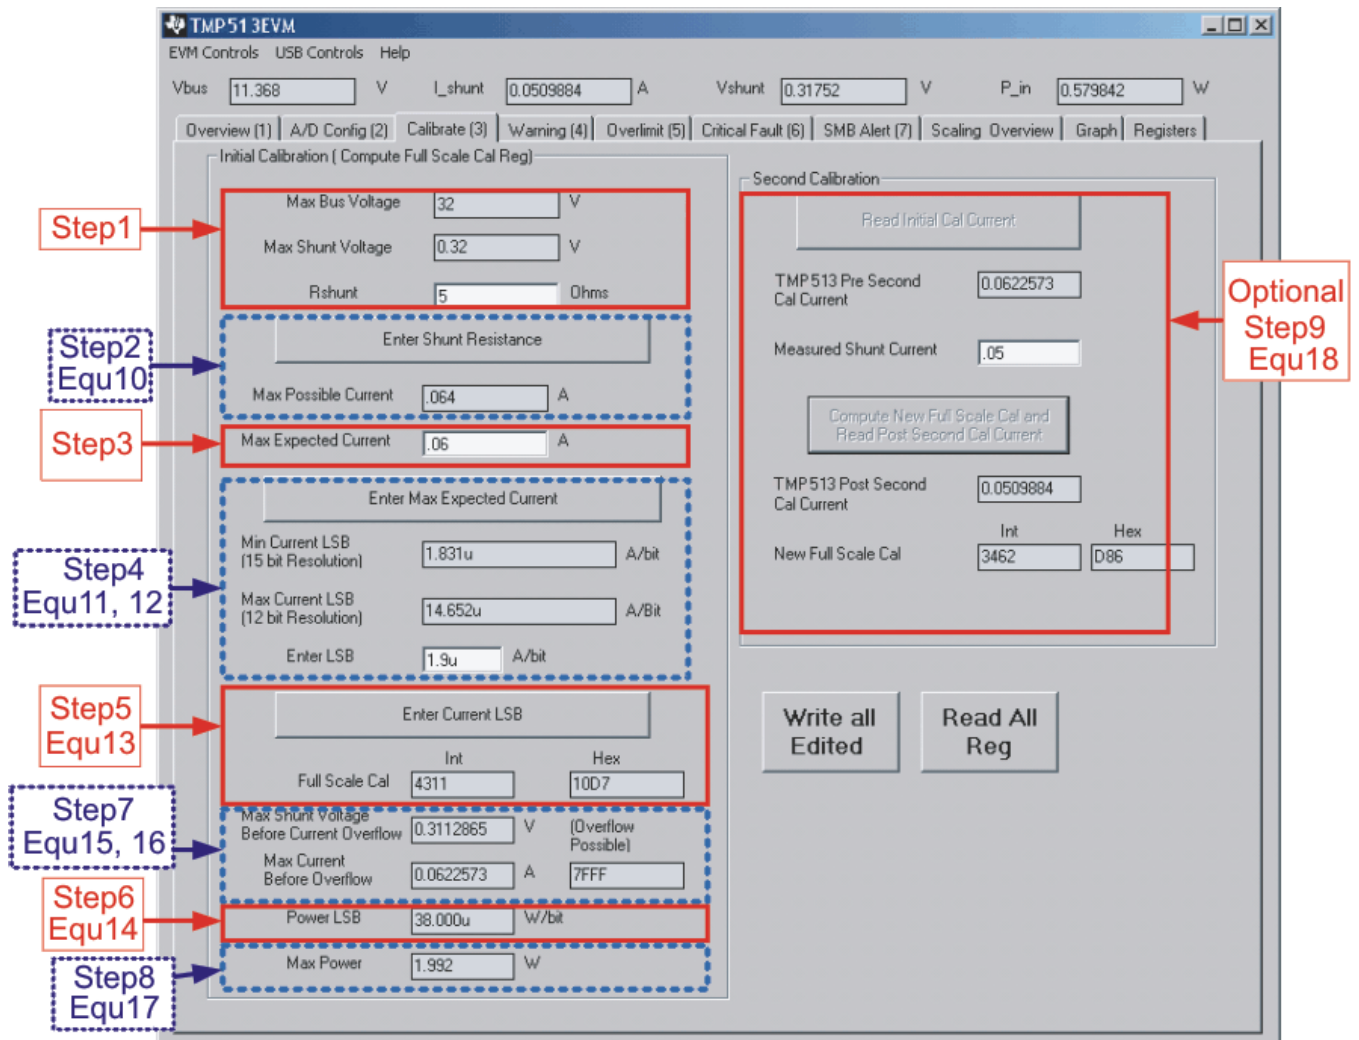 TMP513EVM
EVM Controls USB Controls Help
Vbus 11.368 V I_shunt 0.0509884 A Vshunt 0.31752 V P_in 0.579842 W
Overview (1) A/D Config (2) Calibrate (3) Warning (4) Overlimit (5) Critical Fault (6) SMB Alert (7) Scaling Overview Graph Registers
Initial Calibration ( Compute Full Scale Cal Reg)
Step1
Max Bus Voltage 32 V
Max Shunt Voltage 0.32 V
Rshunt 5 Ohms
Step2
Equ10
Enter Shunt Resistance
Max Possible Current .064 A
Step3
Max Expected Current .06 A
Enter Max Expected Current
Step4
Equ11, 12
Min Current LSB
(15 bit Resolution) 1.831u A/bit
Max Current LSB
(12 bit Resolution) 14.652u A/Bit
Enter LSB 1.9u A/bit
Step5
Equ13
Enter Current LSB
Int Hex
Full Scale Cal 4311 10D7
Step7
Equ15, 16
Max Shunt Voltage
Before Current Overflow 0.3112865 V (Overflow
Possible)
Max Current
Before Overflow 0.0622573 A 7FFF
Step6
Equ14
Power LSB 38.000u W/bit
Step8
Equ17
Max Power 1.992 W
Second Calibration
Read Initial Cal Current
TMP513 Pre Second
Cal Current 0.0622573
Optional
Step9
Equ18
Measured Shunt Current .05
Compute New Full Scale Cal and
Read Post Second Cal Current
TMP513 Post Second
Cal Current 0.0509884
Int Hex
New Full Scale Cal 3462 D86
Write all
Edited
Read All
Reg